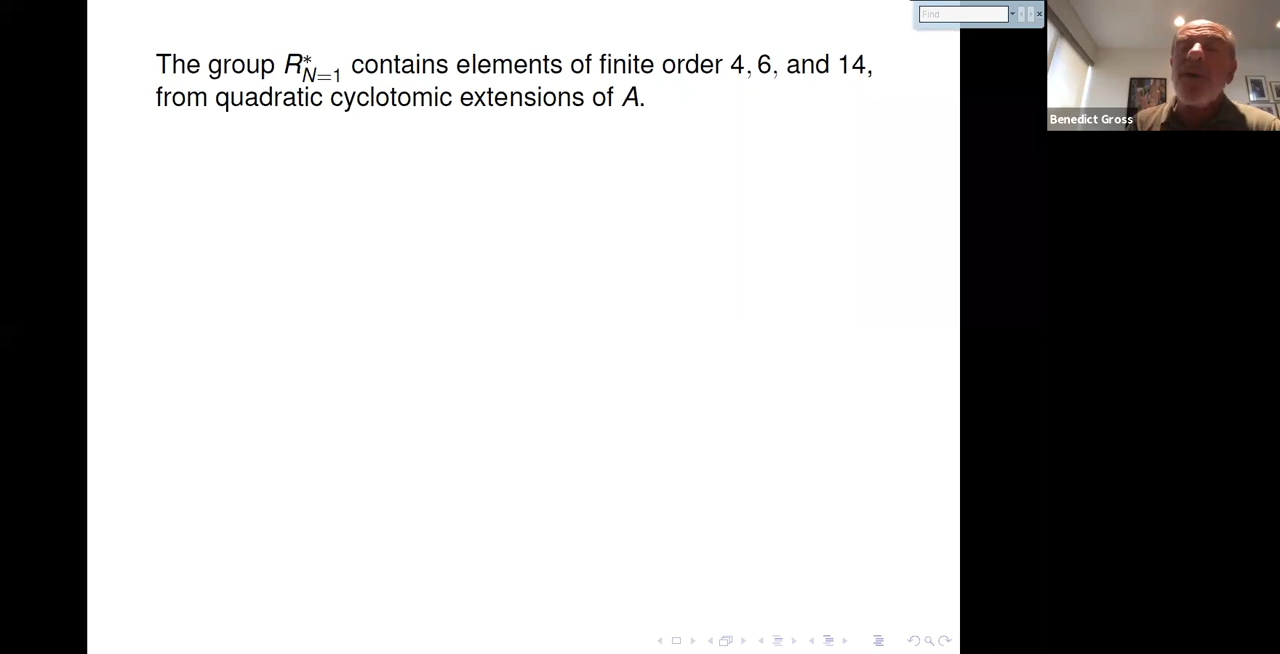 Find
The group R*_{N=1} contains elements of finite order 4, 6, and 14,
from quadratic cyclotomic extensions of A.
Benedict Gross